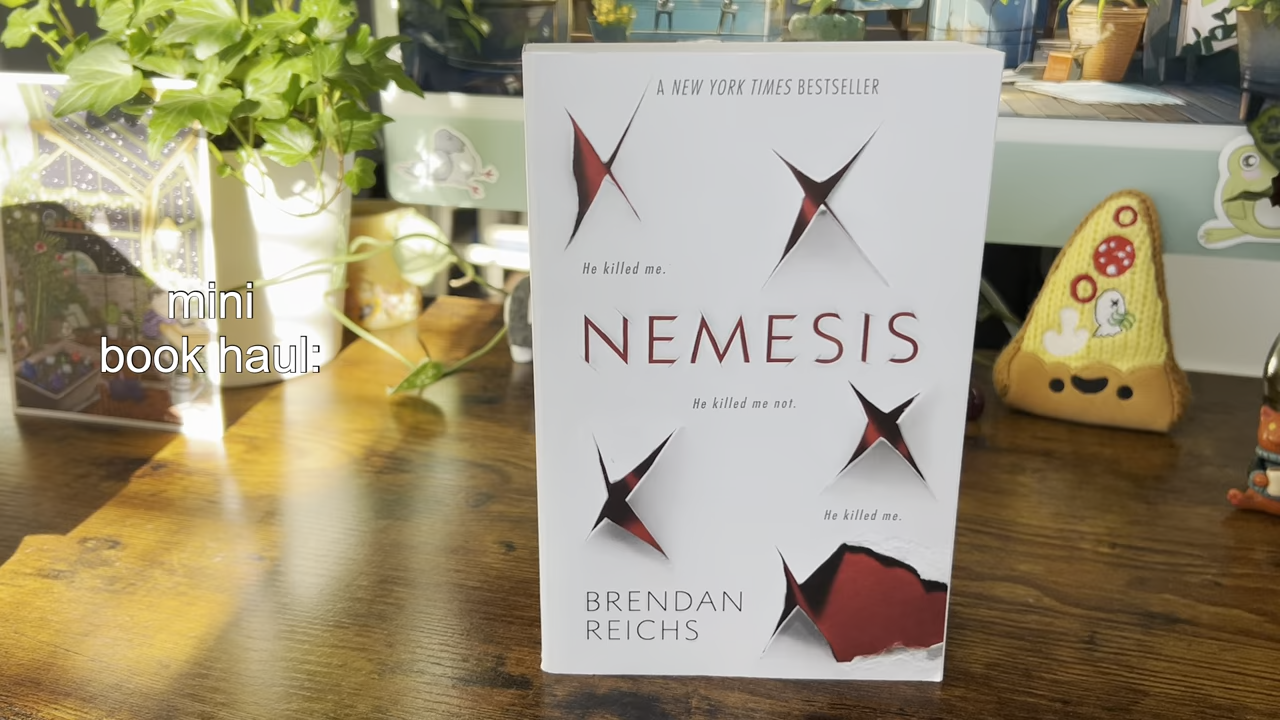 mini
book haul:
A NEW YORK TIMES BESTSELLER
He killed me.
NEMESIS
He killed me not.
He killed me.
BRENDAN
REICHS